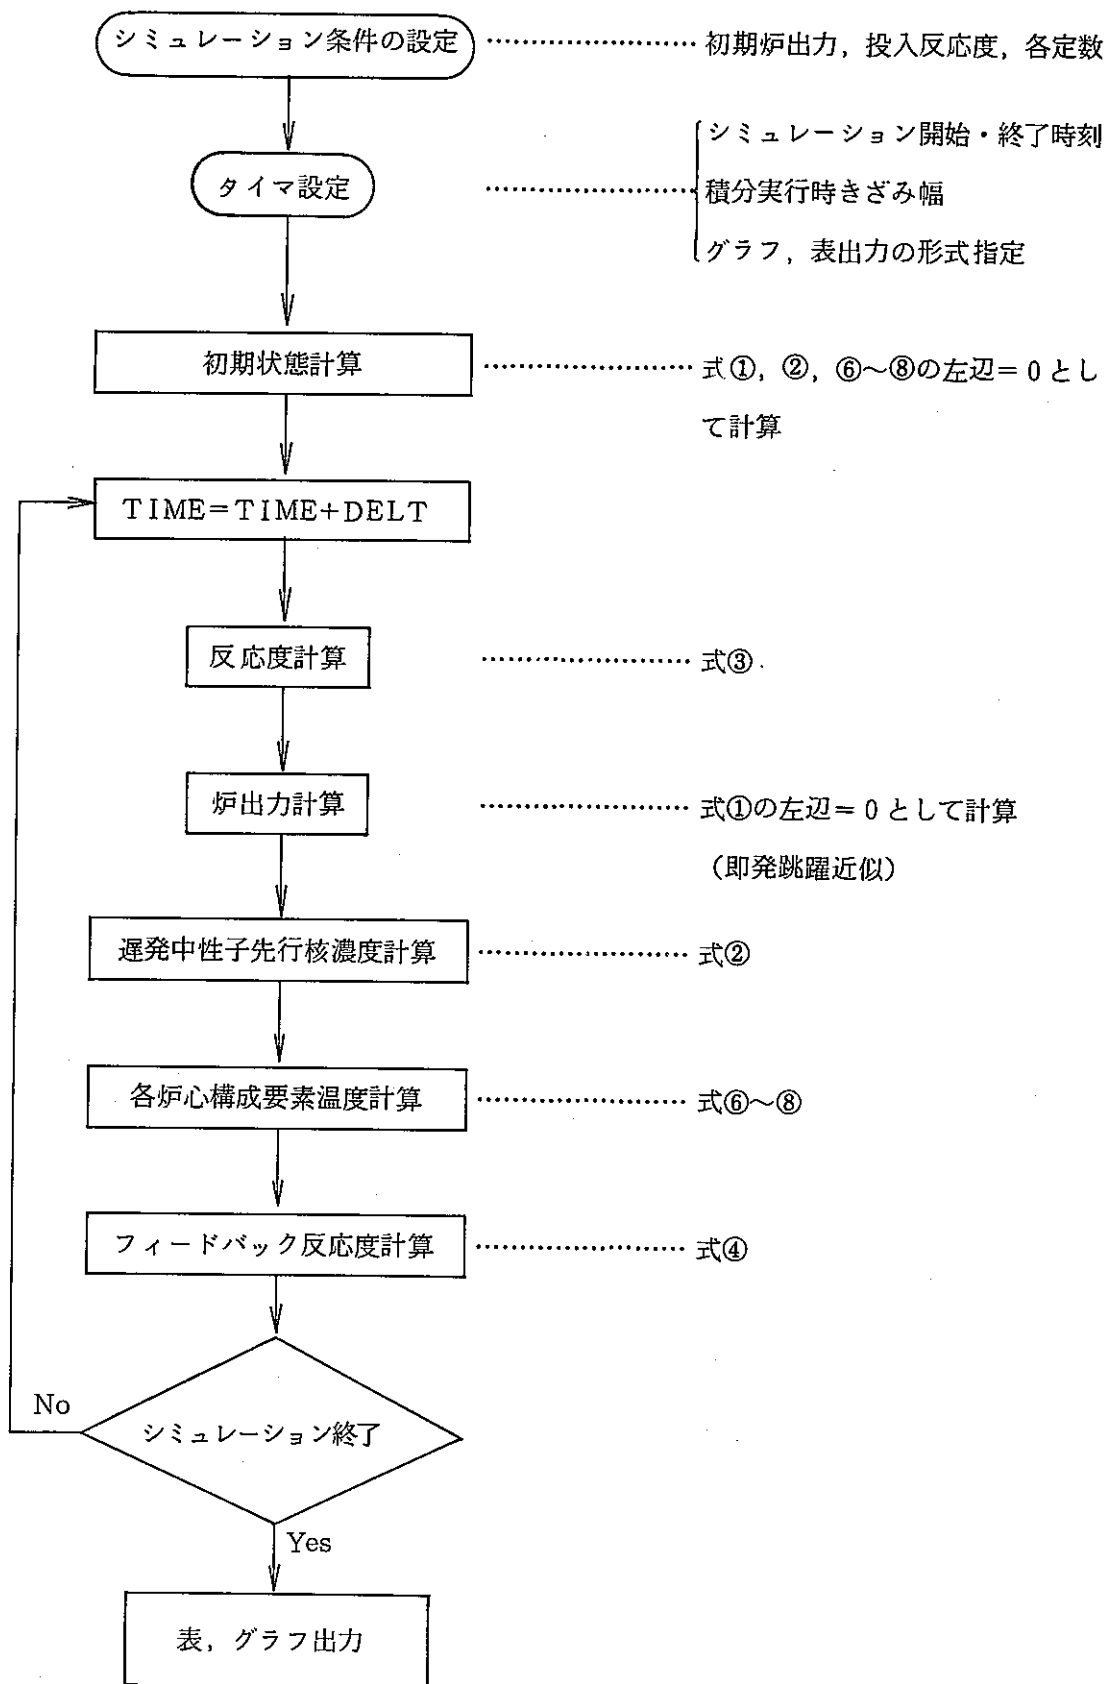 シミュレーション条件の設定 ………………… 初期炉出力，投入反応度，各定数
シミュレーション開始・終了時刻
タイマ設定 ………………… 積分実行時きざみ幅
グラフ，表出力の形式指定
初期状態計算 ………………… 式①，②，⑥〜⑧の左辺＝0とし
て計算
TIME=TIME+DELT
反応度計算 ………………… 式③
炉出力計算 ………………… 式①の左辺＝0として計算
（即発跳躍近似）
遅発中性子先行核濃度計算 ………………… 式②
各炉心構成要素温度計算 ………………… 式⑥〜⑧
フィードバック反応度計算 ………………… 式④
No
シミュレーション終了
Yes
表，グラフ出力